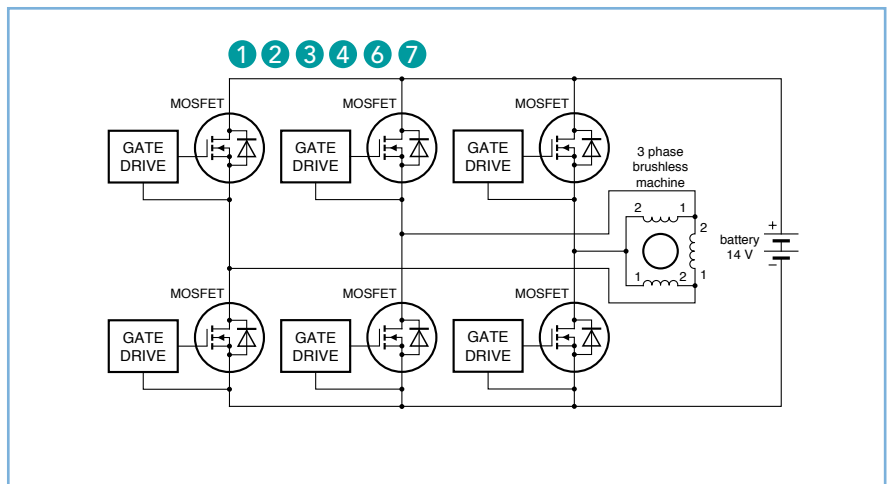 1 2 3 4 6 7
MOSFET MOSFET MOSFET
GATE DRIVE GATE DRIVE GATE DRIVE
3 phase
brushless
machine
2 1
2
battery
14 V
+
–
1 2
1
MOSFET MOSFET MOSFET
GATE DRIVE GATE DRIVE GATE DRIVE